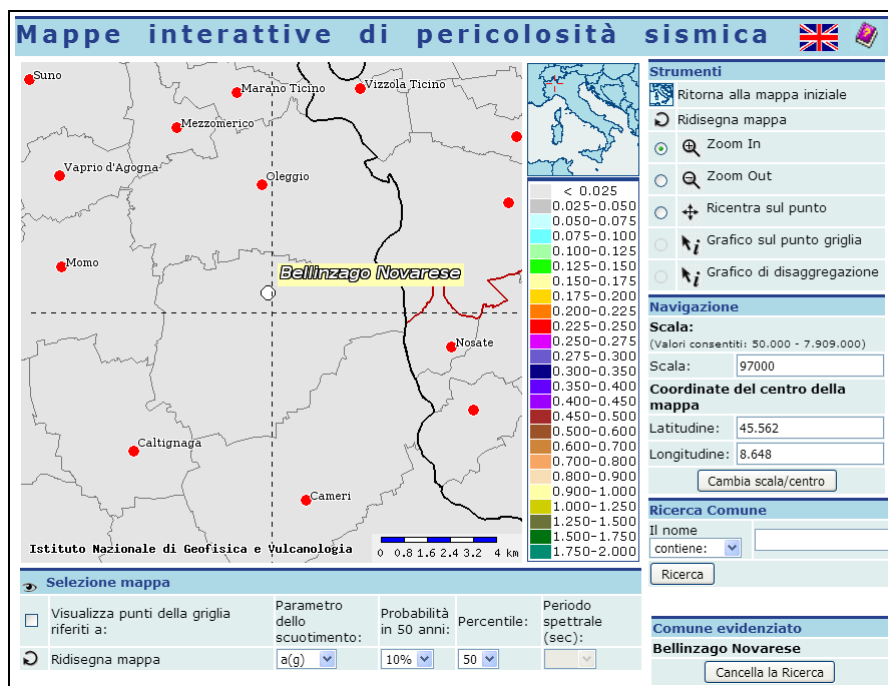 Mappe interattive di pericolosità sismica
Suno
Marano Ticino
Vizzola Ticino
Mezzomerico
Vaprio d'Agogna
Oleggio
Momo
Bellinzago Novarese
Nosate
Caltignaga
Cameri
Istituto Nazionale di Geofisica e Vulcanologia
0 0.8 1.6 2.4 3.2 4 km
< 0.025
0.025-0.050
0.050-0.075
0.075-0.100
0.100-0.125
0.125-0.150
0.150-0.175
0.175-0.200
0.200-0.225
0.225-0.250
0.250-0.275
0.275-0.300
0.300-0.350
0.350-0.400
0.400-0.450
0.450-0.500
0.500-0.600
0.600-0.700
0.700-0.800
0.800-0.900
0.900-1.000
1.000-1.250
1.250-1.500
1.500-1.750
1.750-2.000
Strumenti
Ritorna alla mappa iniziale
Ridisegna mappa
Zoom In
Zoom Out
Ricentra sul punto
Grafico sul punto griglia
Grafico di disaggregazione
Navigazione
Scala:
(Valori consentiti: 50.000 - 7.909.000)
Scala: 97000
Coordinate del centro della
mappa
Latitudine: 45.562
Longitudine: 8.648
Cambia scala/centro
Ricerca Comune
Il nome
contiene:
Ricerca
Comune evidenziato
Bellinzago Novarese
Cancella la Ricerca
Selezione mappa
Visualizza punti della griglia
riferiti a:
Parametro
dello
scuotimento:
Probabilità
in 50 anni:
Percentile:
Periodo
spettrale
(sec):
Ridisegna mappa
a(g)
10%
50